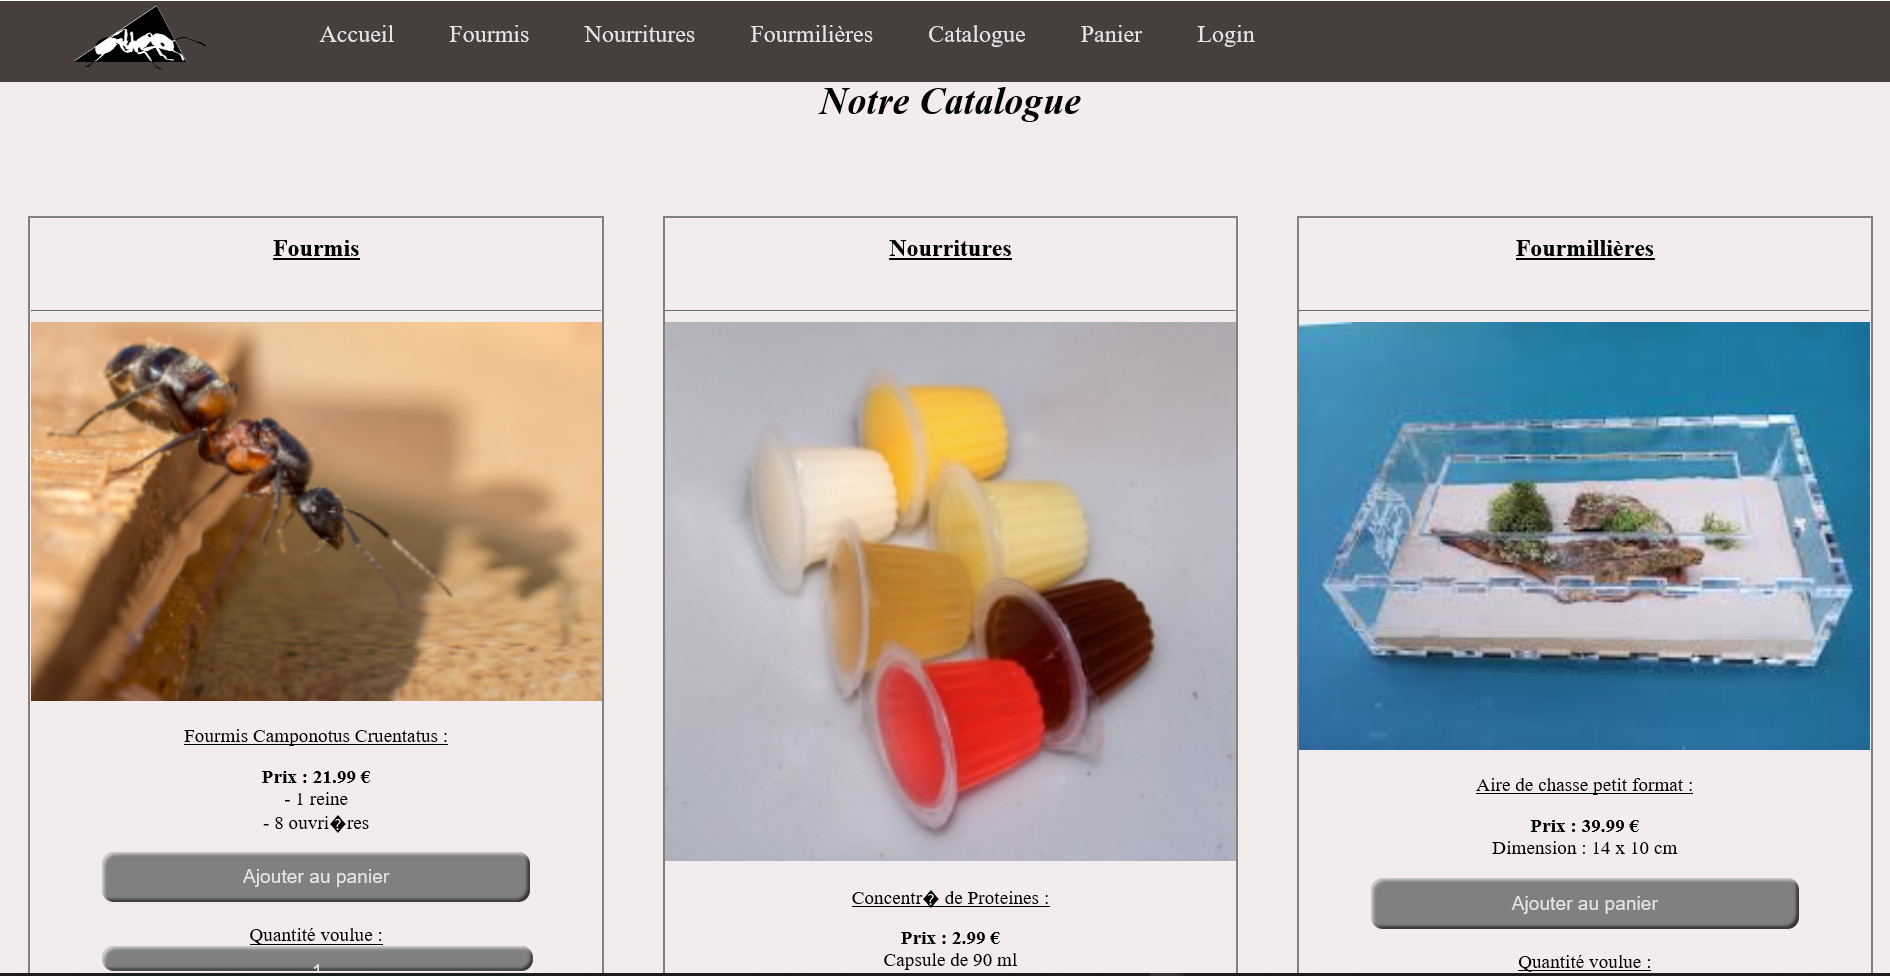 Accueil Fourmis Nourritures Fourmilières Catalogue Panier Login
Notre Catalogue
Fourmis
Fourmis Camponotus Cruentatus :
Prix : 21.99 €
- 1 reine
- 8 ouvri�res
Ajouter au panier
Quantité voulue :
1
Nourritures
Concentr� de Proteines :
Prix : 2.99 €
Capsule de 90 ml
Fourmillières
Aire de chasse petit format :
Prix : 39.99 €
Dimension : 14 x 10 cm
Ajouter au panier
Quantité voulue :